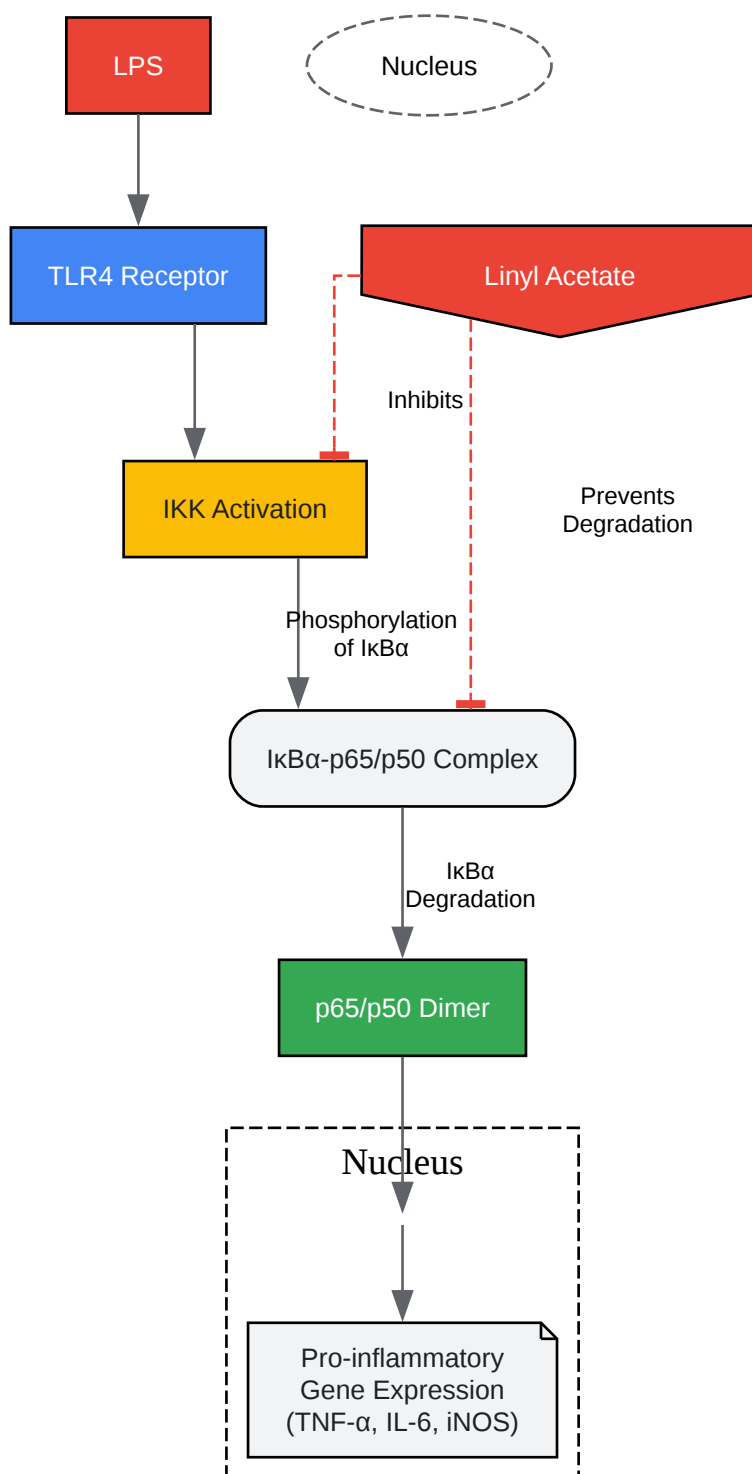 LPS
Nucleus
TLR4 Receptor
Linyl Acetate
Inhibits
Prevents
Degradation
IKK Activation
Phosphorylation
of IκBα
IκBα-p65/p50 Complex
IκBα
Degradation
p65/p50 Dimer
Nucleus
Pro-inflammatory
Gene Expression
(TNF-α, IL-6, iNOS)